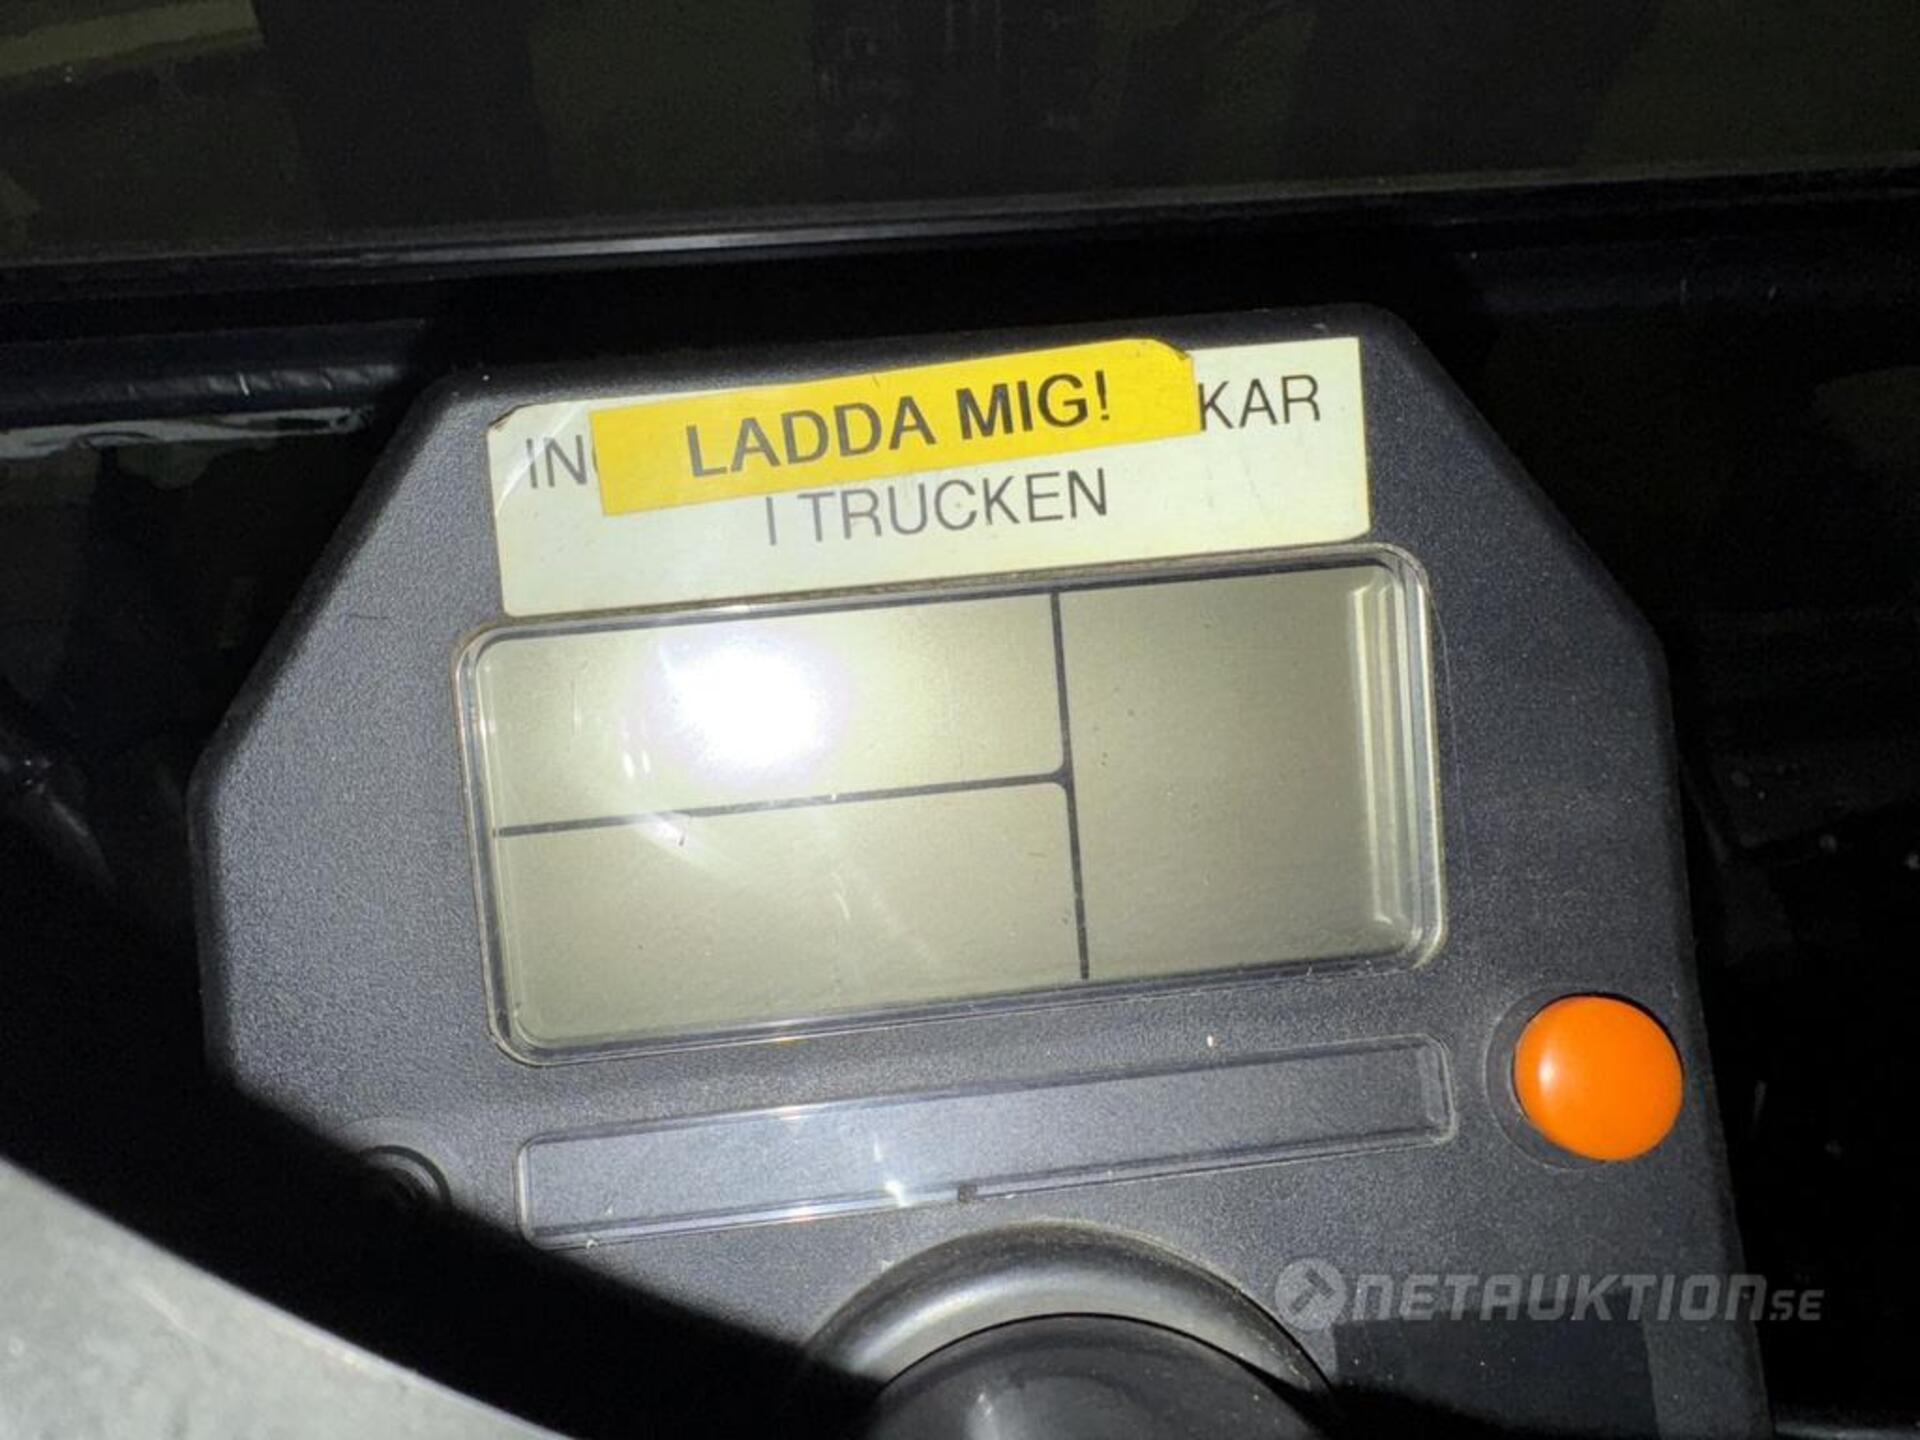 LADDA MIG!
KAR
I TRUCKEN
NETAUKTION.SE